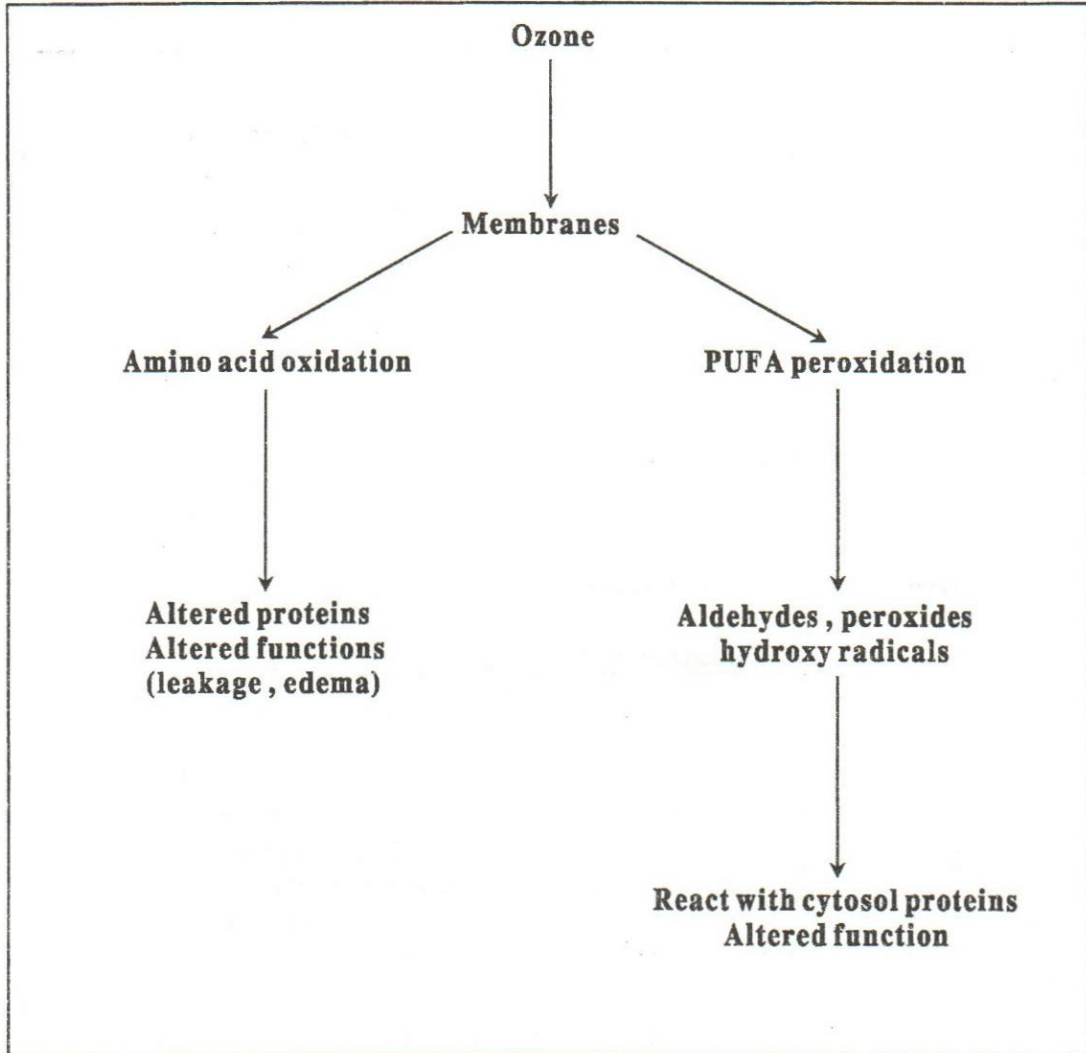 Ozone
Membranes
Amino acid oxidation
PUFA peroxidation
Altered proteins
Altered functions
(leakage , edema)
Aldehydes , peroxides
hydroxy radicals
React with cytosol proteins
Altered function